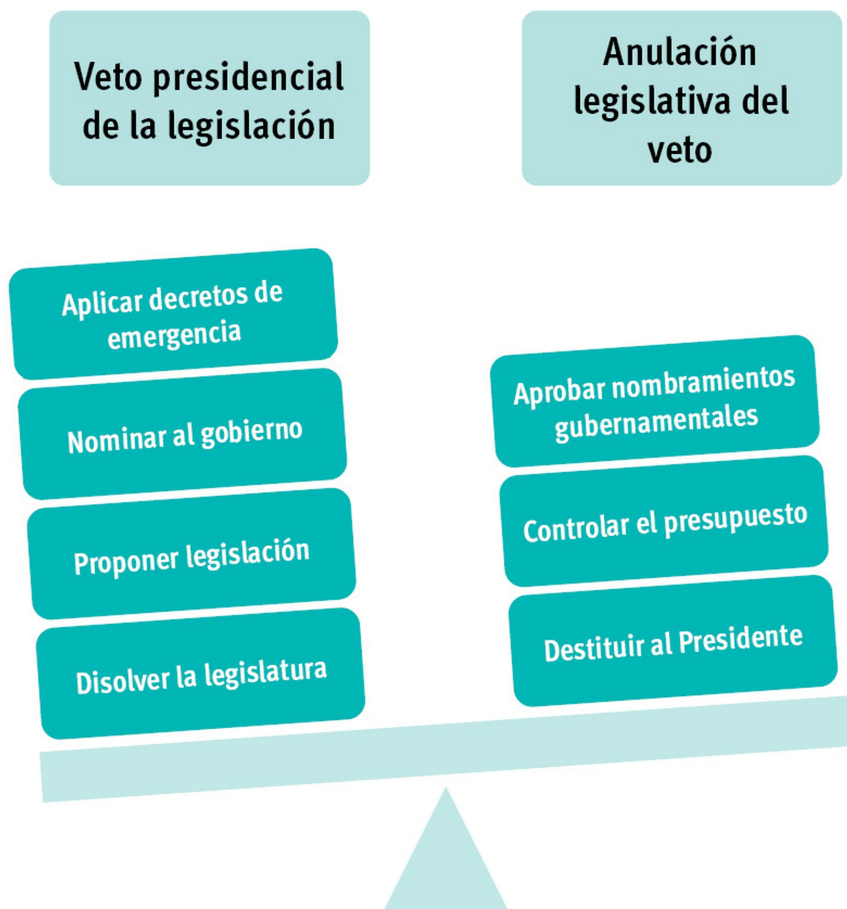 Veto presidencial
de la legislación
Anulación
legislativa del
veto
Aplicar decretos de
emergencia
Nominar al gobierno
Proponer legislación
Disolver la legislatura
Aprobar nombramientos
gubernamentales
Controlar el presupuesto
Destituir al Presidente